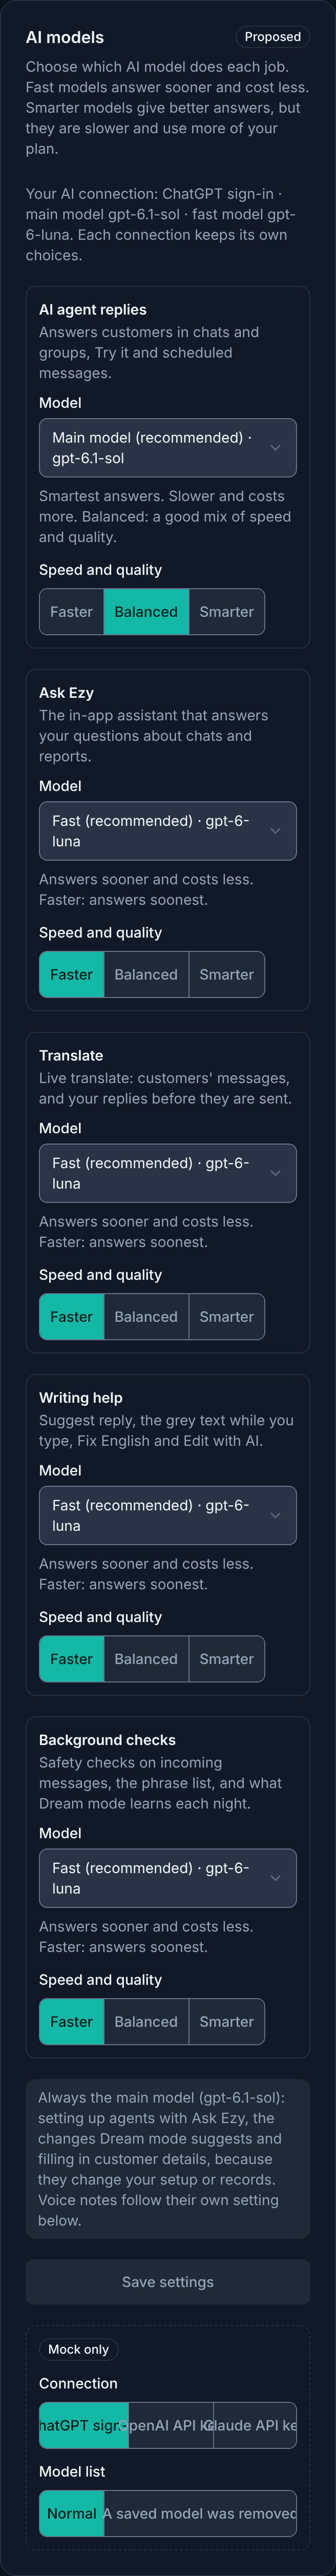 AI models
Proposed
Choose which AI model does each job.
Fast models answer sooner and cost less.
Smarter models give better answers, but
they are slower and use more of your
plan.
Your AI connection: ChatGPT sign-in ·
main model gpt-6.1-sol · fast model gpt-
6-luna. Each connection keeps its own
choices.
AI agent replies
Answers customers in chats and
groups, Try it and scheduled
messages.
Model
Main model (recommended) ·
gpt-6.1-sol
Smartest answers. Slower and costs
more. Balanced: a good mix of speed
and quality.
Speed and quality
Faster Balanced Smarter
Ask Ezy
The in-app assistant that answers
your questions about chats and
reports.
Model
Fast (recommended) · gpt-6-
luna
Answers sooner and costs less.
Faster: answers soonest.
Speed and quality
Faster Balanced Smarter
Translate
Live translate: customers' messages,
and your replies before they are sent.
Model
Fast (recommended) · gpt-6-
luna
Answers sooner and costs less.
Faster: answers soonest.
Speed and quality
Faster Balanced Smarter
Writing help
Suggest reply, the grey text while you
type, Fix English and Edit with AI.
Model
Fast (recommended) · gpt-6-
luna
Answers sooner and costs less.
Faster: answers soonest.
Speed and quality
Faster Balanced Smarter
Background checks
Safety checks on incoming
messages, the phrase list, and what
Dream mode learns each night.
Model
Fast (recommended) · gpt-6-
luna
Answers sooner and costs less.
Faster: answers soonest.
Speed and quality
Faster Balanced Smarter
Always the main model (gpt-6.1-sol):
setting up agents with Ask Ezy, the
changes Dream mode suggests and
filling in customer details, because
they change your setup or records.
Voice notes follow their own setting
below.
Save settings
Mock only
Connection
API Claude API
Model list
Normal A saved model was removed